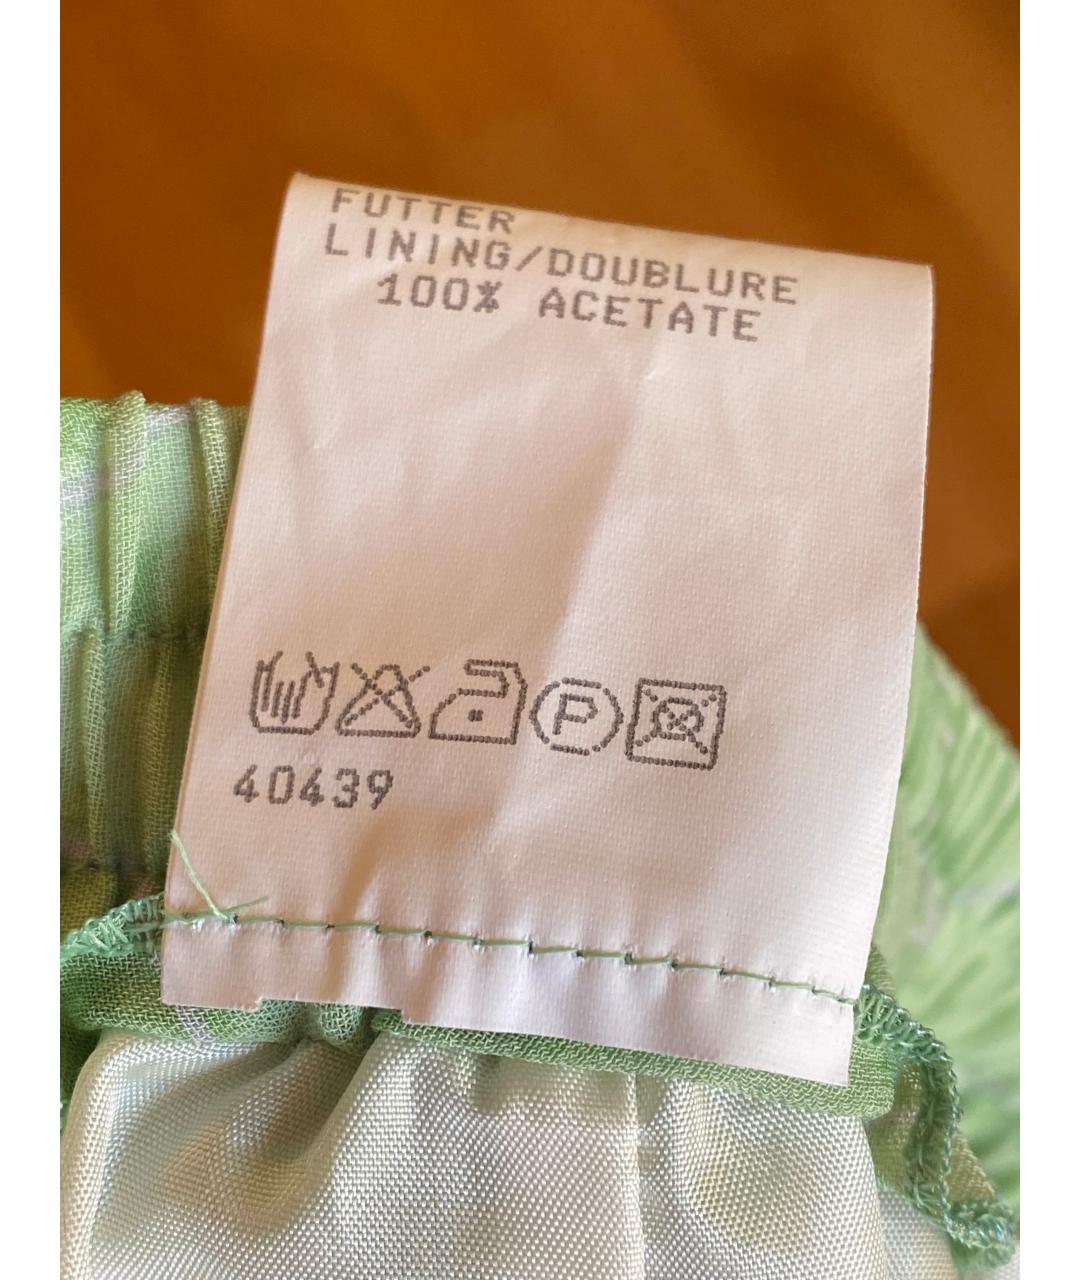 FUTTER
LINING/DOUBLURE
100% ACETATE
P
40439